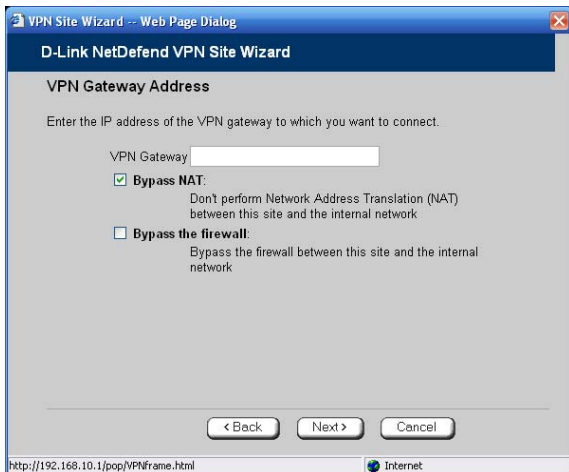 VPN Site Wizard -- Web Page Dialog
D-Link NetDefend VPN Site Wizard
VPN Gateway Address
Enter the IP address of the VPN gateway to which you want to connect.
VPN Gateway
Bypass NAT:
Don't perform Network Address Translation (NAT)
between this site and the internal network
Bypass the firewall:
Bypass the firewall between this site and the internal
network
< Back
Next >
Cancel
http://192.168.10.1/pop/VPNframe.html
Internet